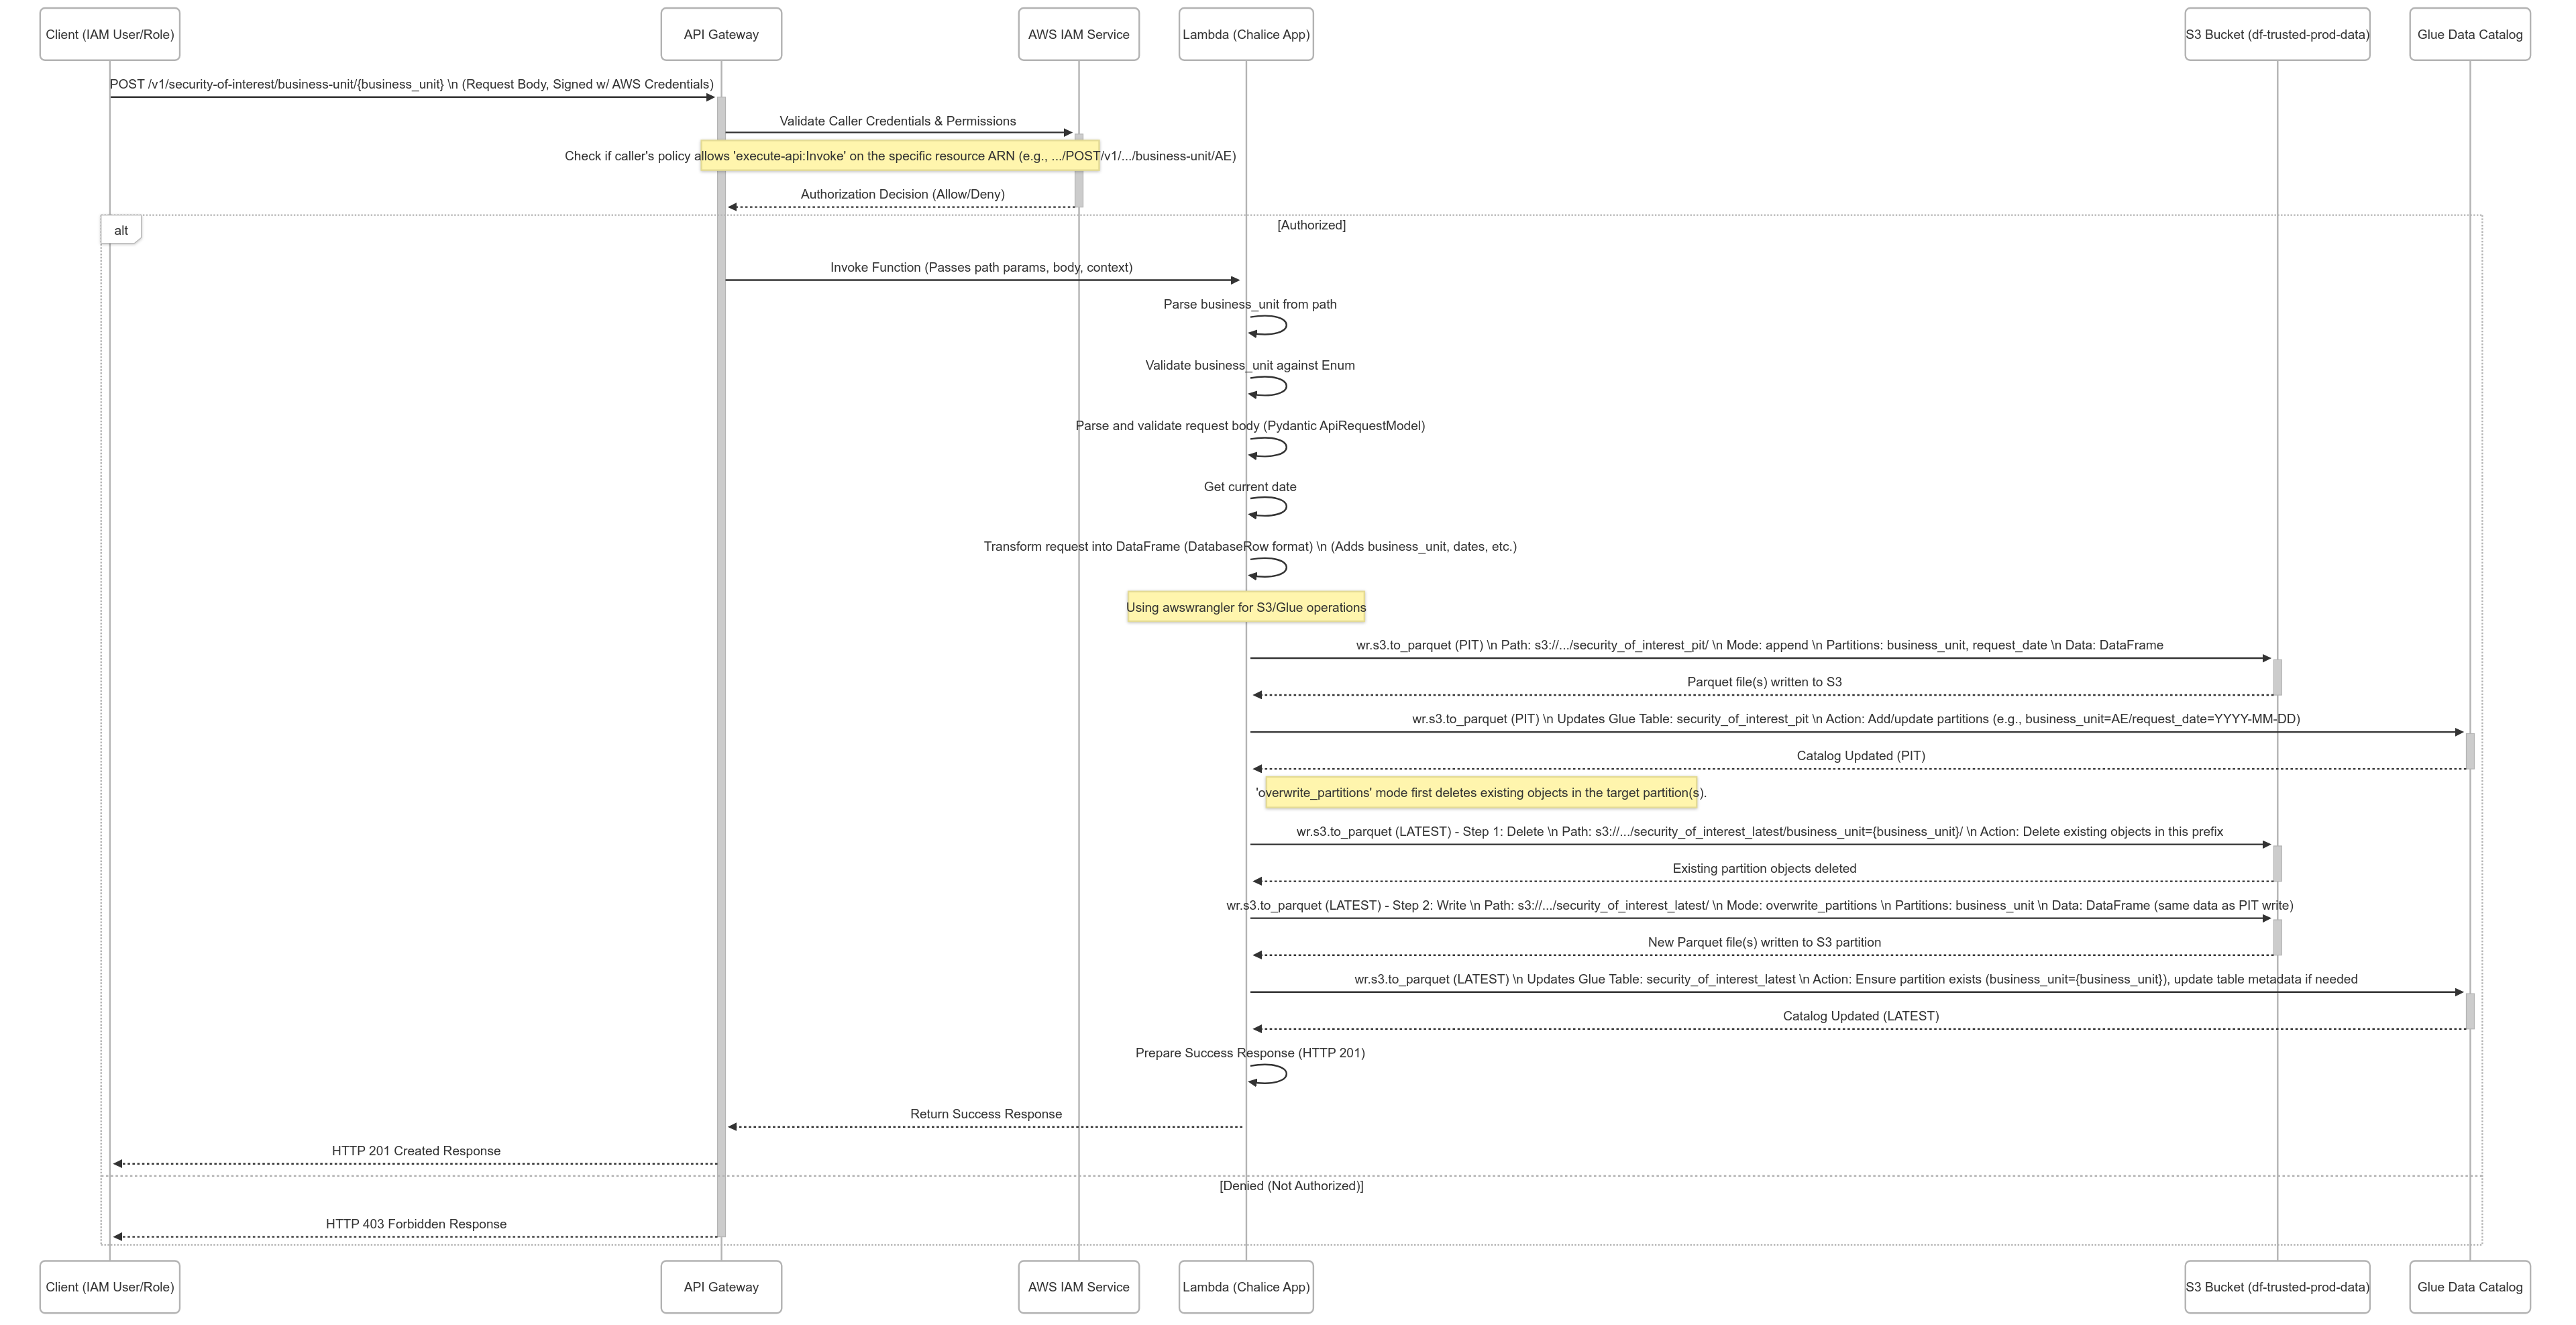 Client (IAM User/Role)
API Gateway
AWS IAM Service
Lambda (Chalice App)
S3 Bucket (df-trusted-prod-data)
Glue Data Catalog
POST /v1/security-of-interest/business-unit/{business_unit} \n (Request Body, Signed w/ AWS Credentials)
Validate Caller Credentials & Permissions
Check if caller's policy allows 'execute-api:Invoke' on the specific resource ARN (e.g., .../POST/v1/.../business-unit/AE)
Authorization Decision (Allow/Deny)
alt
[Authorized]
Invoke Function (Passes path params, body, context)
Parse business_unit from path
Validate business_unit against Enum
Parse and validate request body (Pydantic ApiRequestModel)
Get current date
Transform request into DataFrame (DatabaseRow format) \n (Adds business_unit, dates, etc.)
Using awswrangler for S3/Glue operations
wr.s3.to_parquet (PIT) \n Path: s3://.../security_of_interest_pit/ \n Mode: append \n Partitions: business_unit, request_date \n Data: DataFrame
Parquet file(s) written to S3
wr.s3.to_parquet (PIT) \n Updates Glue Table: security_of_interest_pit \n Action: Add/update partitions (e.g., business_unit=AE/request_date=YYYY-MM-DD)
Catalog Updated (PIT)
'overwrite_partitions' mode first deletes existing objects in the target partition(s).
wr.s3.to_parquet (LATEST) - Step 1: Delete \n Path: s3://.../security_of_interest_latest/business_unit={business_unit}/ \n Action: Delete existing objects in this prefix
Existing partition objects deleted
wr.s3.to_parquet (LATEST) - Step 2: Write \n Path: s3://.../security_of_interest_latest/ \n Mode: overwrite_partitions \n Partitions: business_unit \n Data: DataFrame (same data as PIT write)
New Parquet file(s) written to S3 partition
wr.s3.to_parquet (LATEST) \n Updates Glue Table: security_of_interest_latest \n Action: Ensure partition exists (business_unit={business_unit}), update table metadata if needed
Catalog Updated (LATEST)
Prepare Success Response (HTTP 201)
Return Success Response
HTTP 201 Created Response
[Denied (Not Authorized)]
HTTP 403 Forbidden Response
Client (IAM User/Role)
API Gateway
AWS IAM Service
Lambda (Chalice App)
S3 Bucket (df-trusted-prod-data)
Glue Data Catalog